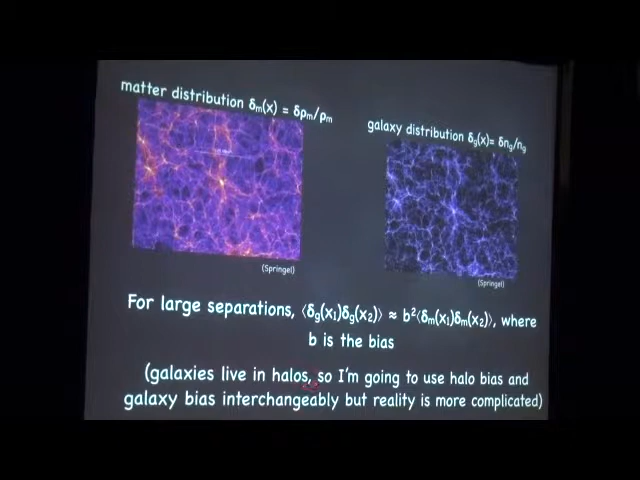 matter distribution δm(x) = δρm/ρm
galaxy distribution δg(x)= δng/ng
(Springel)
(Springel)
For large separations, ⟨δg(x1)δg(x2)⟩ ≈ b²⟨δm(x1)δm(x2)⟩, where
b is the bias
(galaxies live in halos, so I'm going to use halo bias and
galaxy bias interchangeably but reality is more complicated)